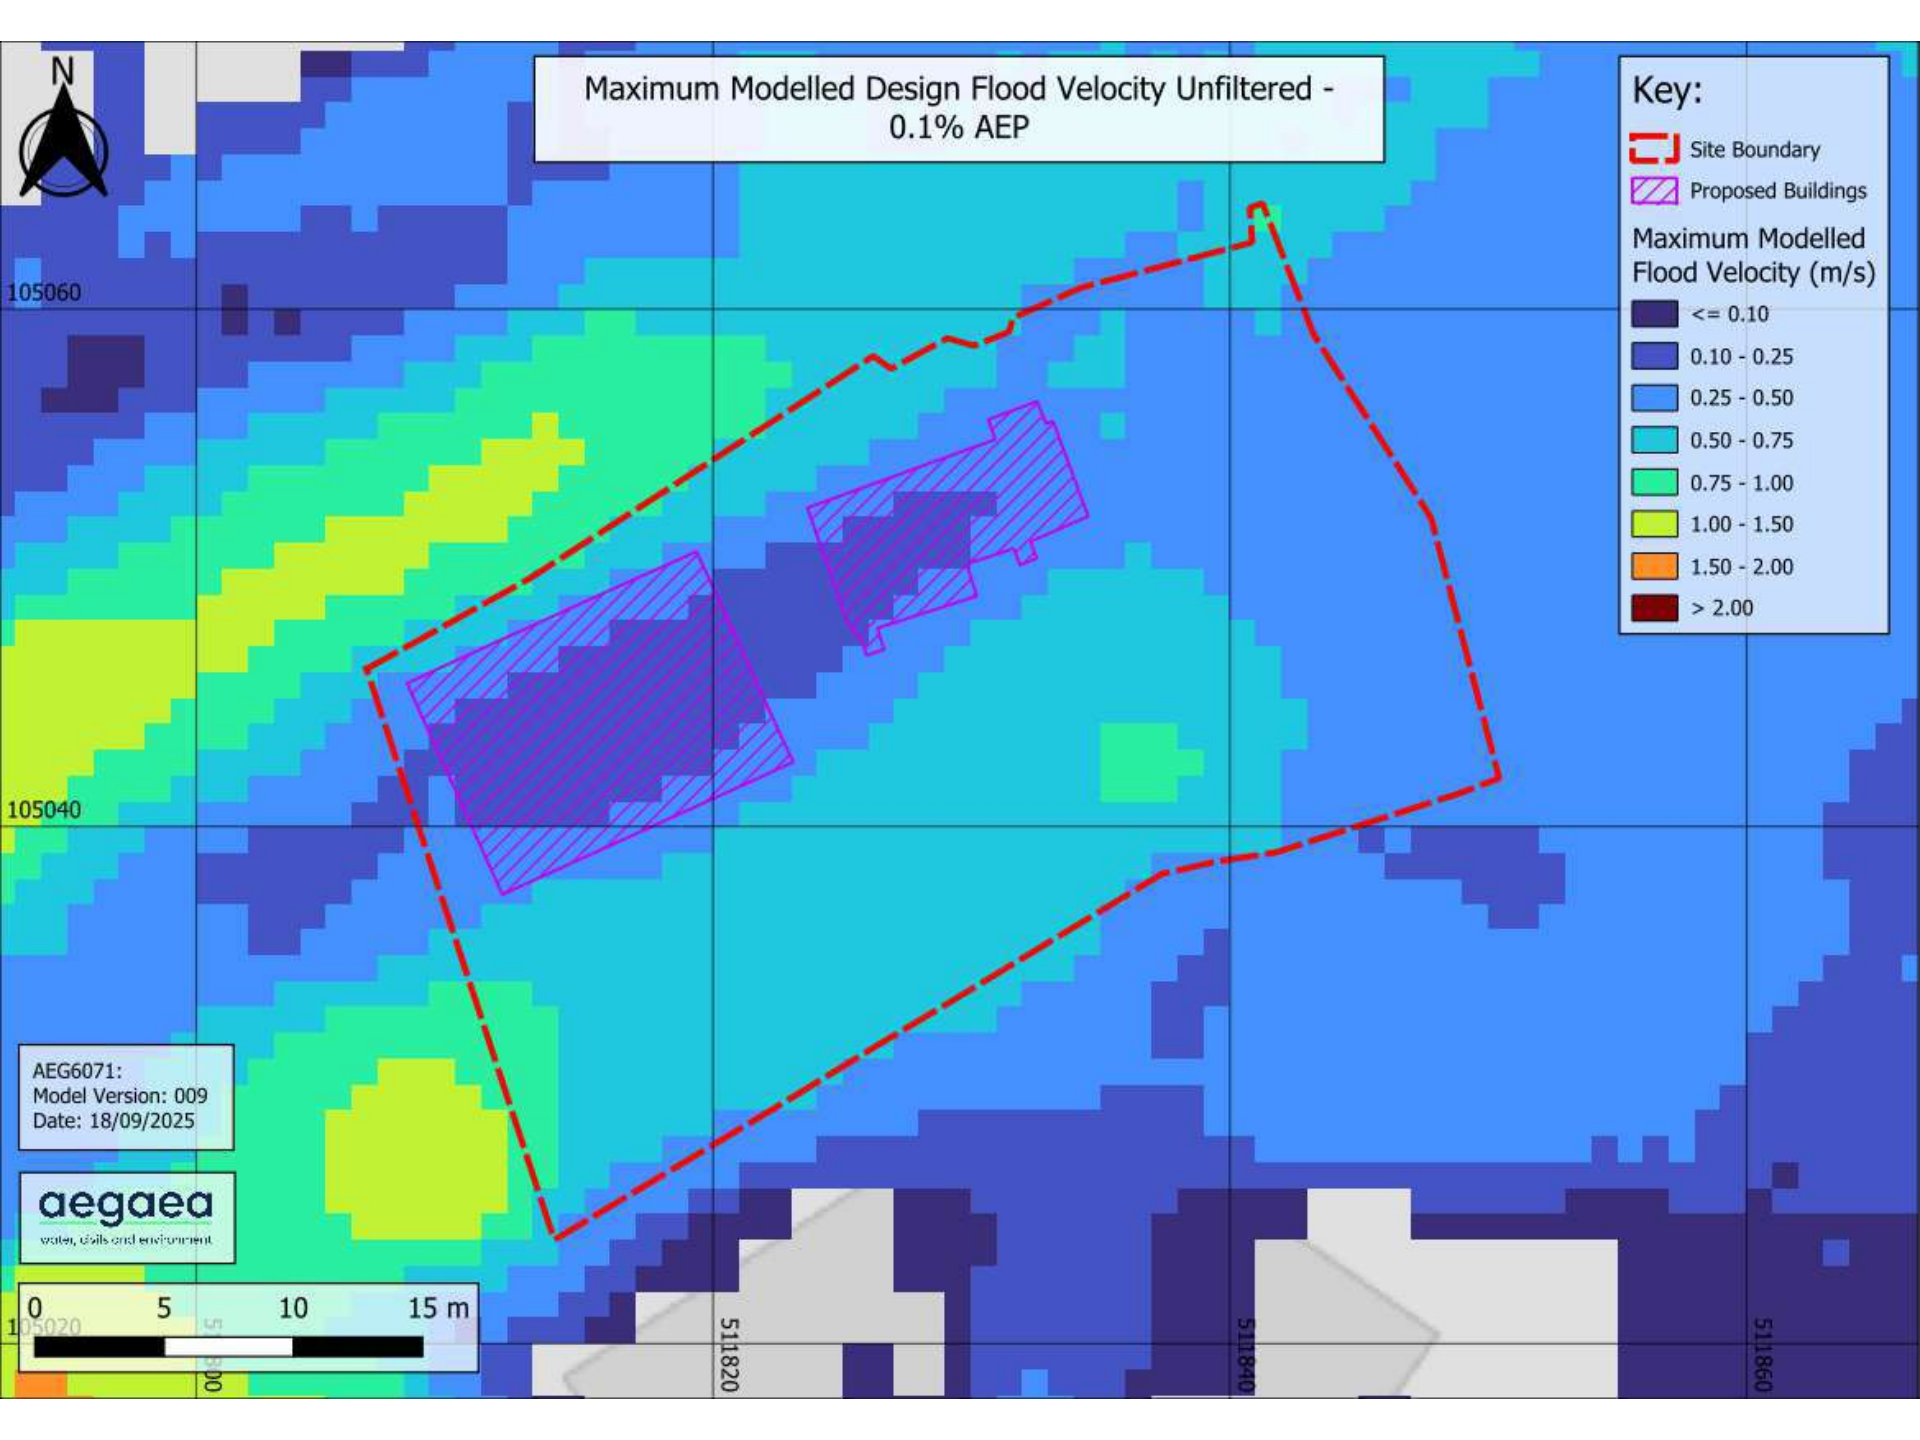 N
Maximum Modelled Design Flood Velocity Unfiltered -
0.1% AEP
Key:
Site Boundary
Proposed Buildings
Maximum Modelled
Flood Velocity (m/s)
<= 0.10
0.10 - 0.25
0.25 - 0.50
0.50 - 0.75
0.75 - 1.00
1.00 - 1.50
1.50 - 2.00
> 2.00
105060
105040
AEG6071:
Model Version: 009
Date: 18/09/2025
aegaea
water, civils and environment
0 5 10 15 m
105020
511800
511820
511840
511860